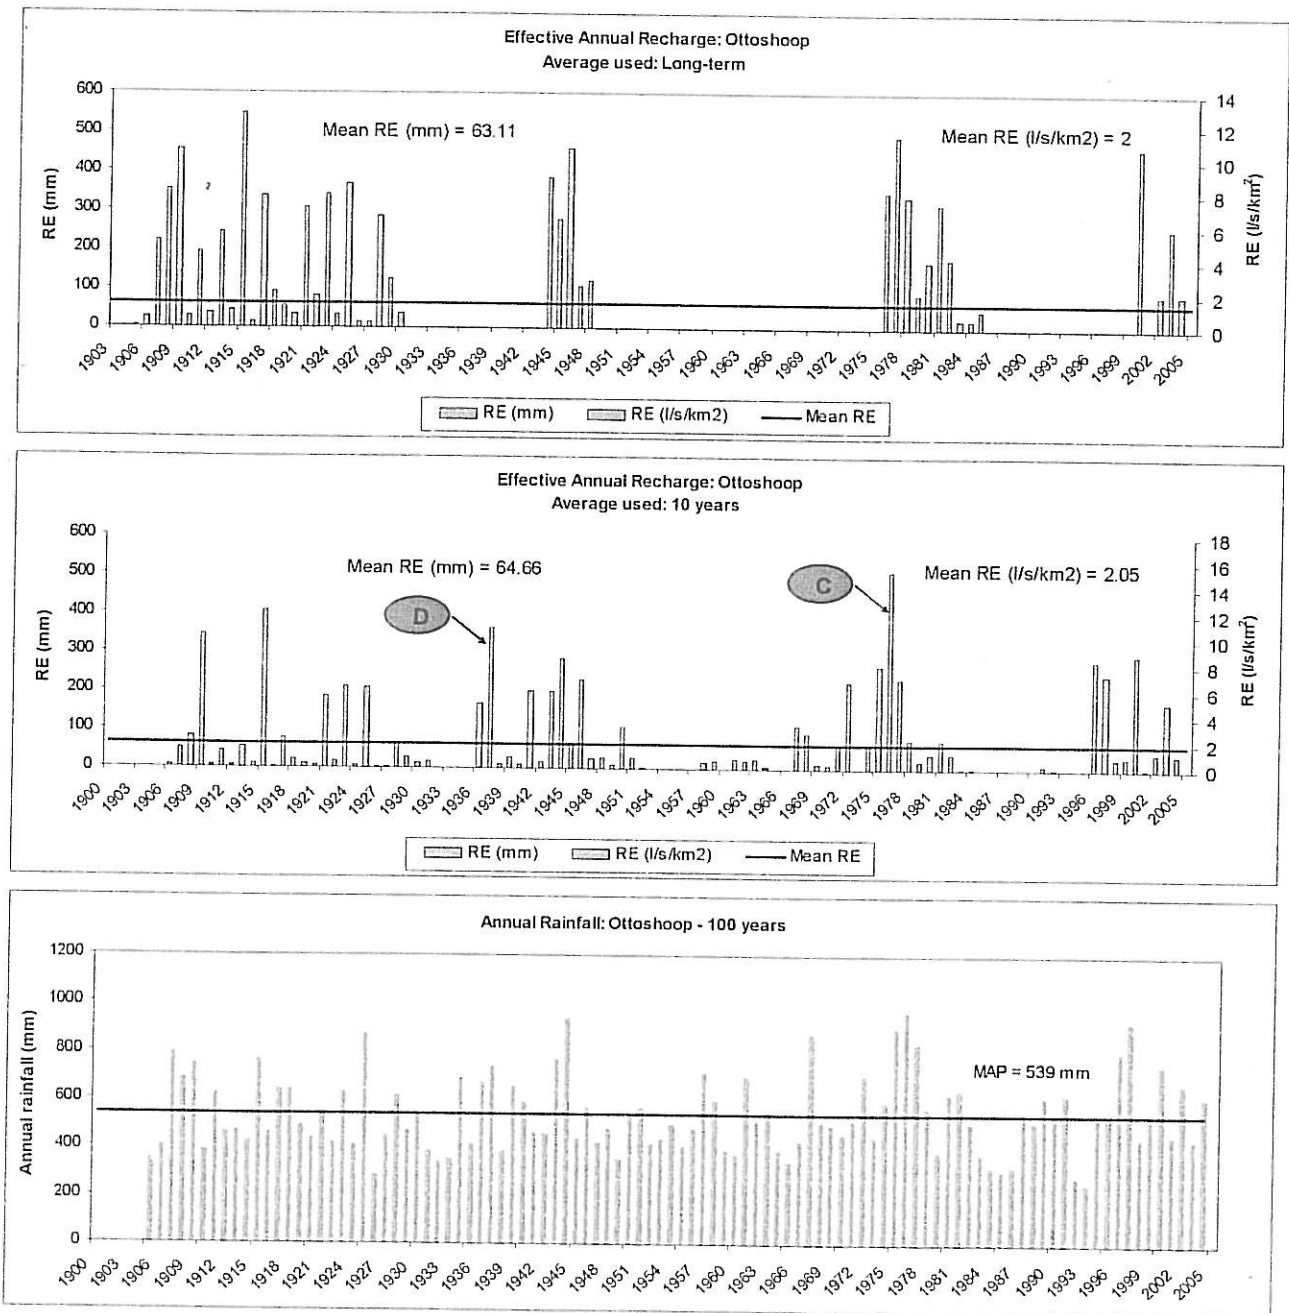 Effective Annual Recharge: Ottoshoop
Average used: Long-term
600
500
400
300
200
100
0
RE (mm)
Mean RE (mm) = 63.11
Mean RE (l/s/km2) = 2
14
12
10
8
6
4
2
0
RE (l/s/km²)
1903 1906 1909 1912 1915 1918 1921 1924 1927 1930 1933 1936 1939 1942 1945 1948 1951 1954 1957 1960 1963 1966 1969 1972 1975 1978 1981 1984 1987 1990 1993 1996 1999 2002 2005
RE (mm) RE (l/s/km2) Mean RE
Effective Annual Recharge: Ottoshoop
Average used: 10 years
600
500
400
300
200
100
0
RE (mm)
Mean RE (mm) = 64.66
D
C
Mean RE (l/s/km2) = 2.05
18
16
14
12
10
8
6
4
2
0
RE (l/s/km²)
1900 1903 1906 1909 1912 1915 1918 1921 1924 1927 1930 1933 1936 1939 1942 1945 1948 1951 1954 1957 1960 1963 1966 1969 1972 1975 1978 1981 1984 1987 1990 1993 1996 1999 2002 2005
RE (mm) RE (l/s/km2) Mean RE
Annual Rainfall: Ottoshoop - 100 years
1200
1000
800
600
400
200
0
Annual rainfall (mm)
MAP = 539 mm
1900 1903 1906 1909 1912 1915 1918 1921 1924 1927 1930 1933 1936 1939 1942 1945 1948 1951 1954 1957 1960 1963 1966 1969 1972 1975 1978 1981 1984 1987 1990 1993 1996 1999 2002 2005